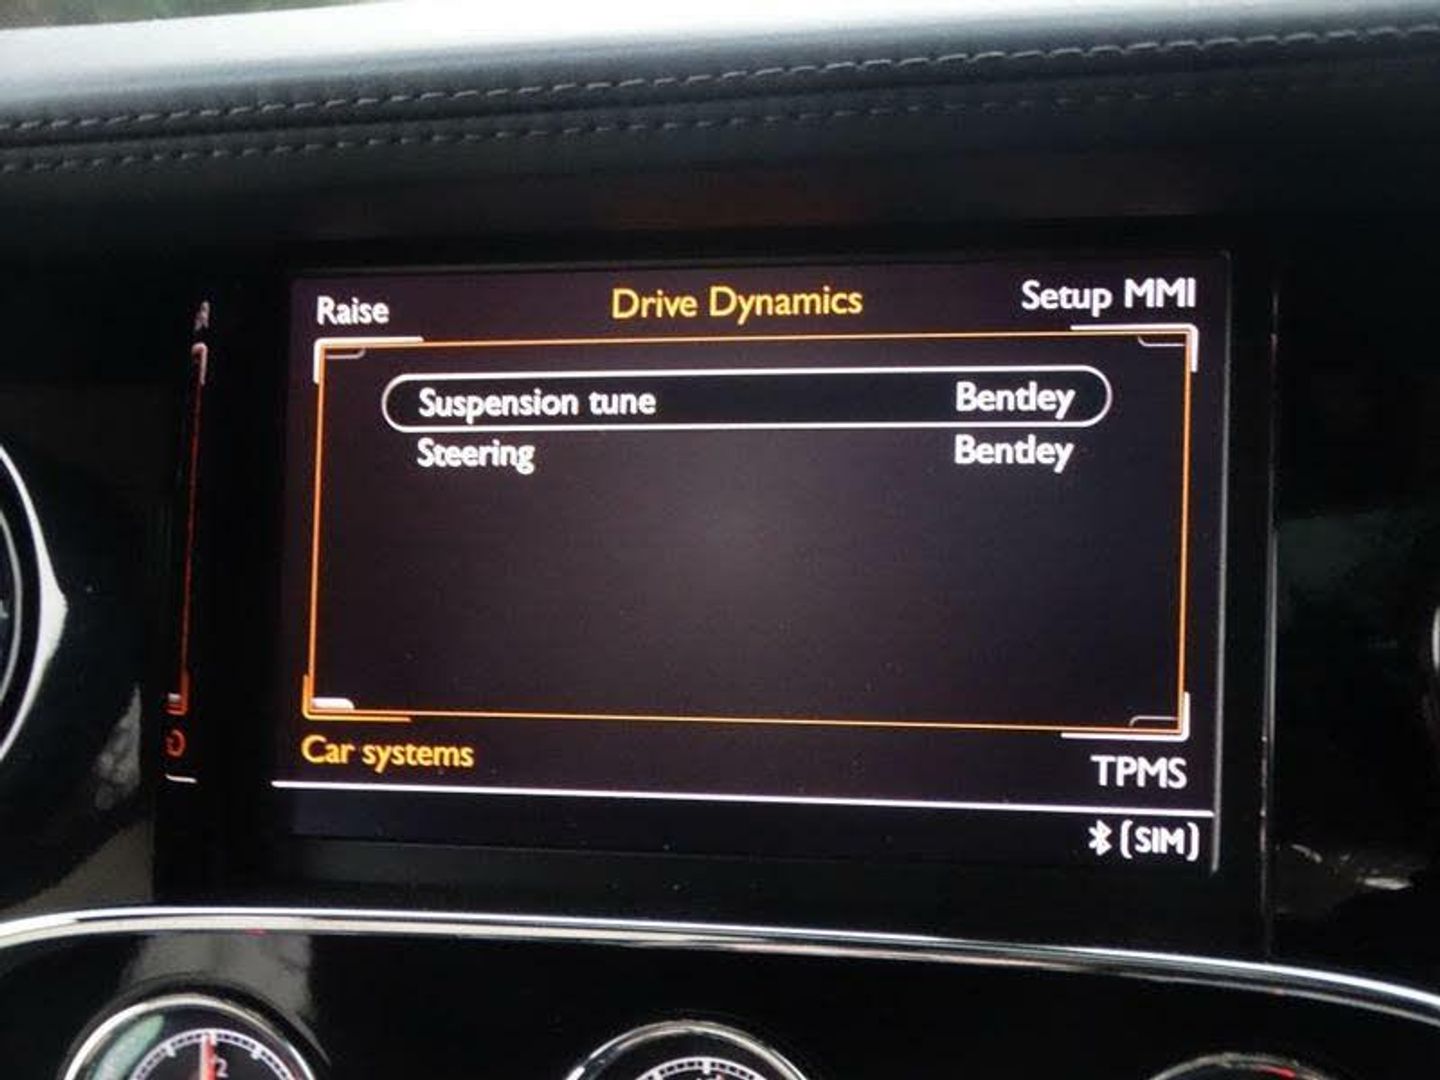 Raise Drive Dynamics Setup MMI
Suspension tune Bentley
Steering Bentley
Car systems TPMS
(SIM)